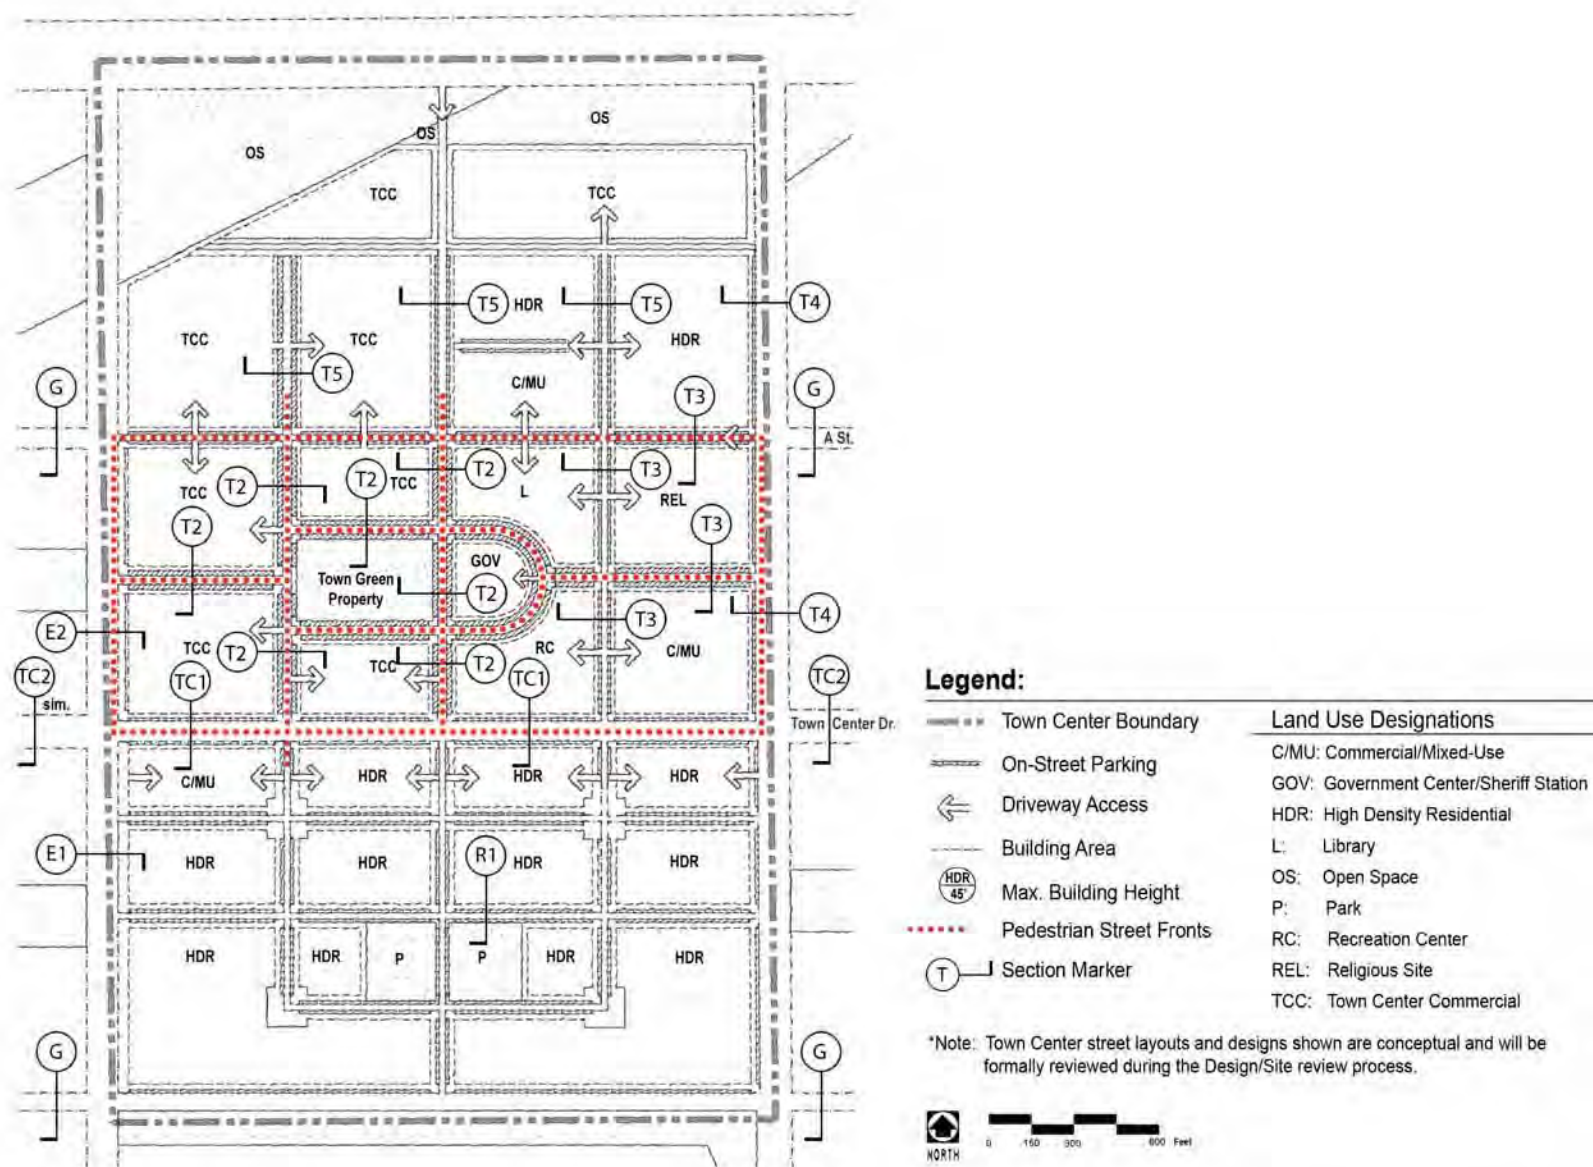 OS
OS
OS
TCC
TCC
T5
HDR
T5
T4
TCC
TCC
HDR
T5
G
C/MU
T3
G
A St.
T2
TCC
T2
T3
TCC
T2
T2
L
REL
T2
T3
GOV
Town Green
Property
T2
T3
T4
E2
TCC
T2
TCC
T2
RC
C/MU
TC2
sim.
TC1
TC1
TC2
Town Center Dr.
C/MU
HDR
HDR
HDR
E1
HDR
HDR
R1
HDR
HDR
HDR
HDR
P
P
HDR
HDR
G
G
Legend:
Town Center Boundary
On-Street Parking
Driveway Access
Building Area
HDR
45'
Max. Building Height
Pedestrian Street Fronts
T
Section Marker
Land Use Designations
C/MU: Commercial/Mixed-Use
GOV: Government Center/Sheriff Station
HDR: High Density Residential
L: Library
OS: Open Space
P: Park
RC: Recreation Center
REL: Religious Site
TCC: Town Center Commercial
*Note: Town Center street layouts and designs shown are conceptual and will be
formally reviewed during the Design/Site review process.
NORTH
0 150 300 600 Feet